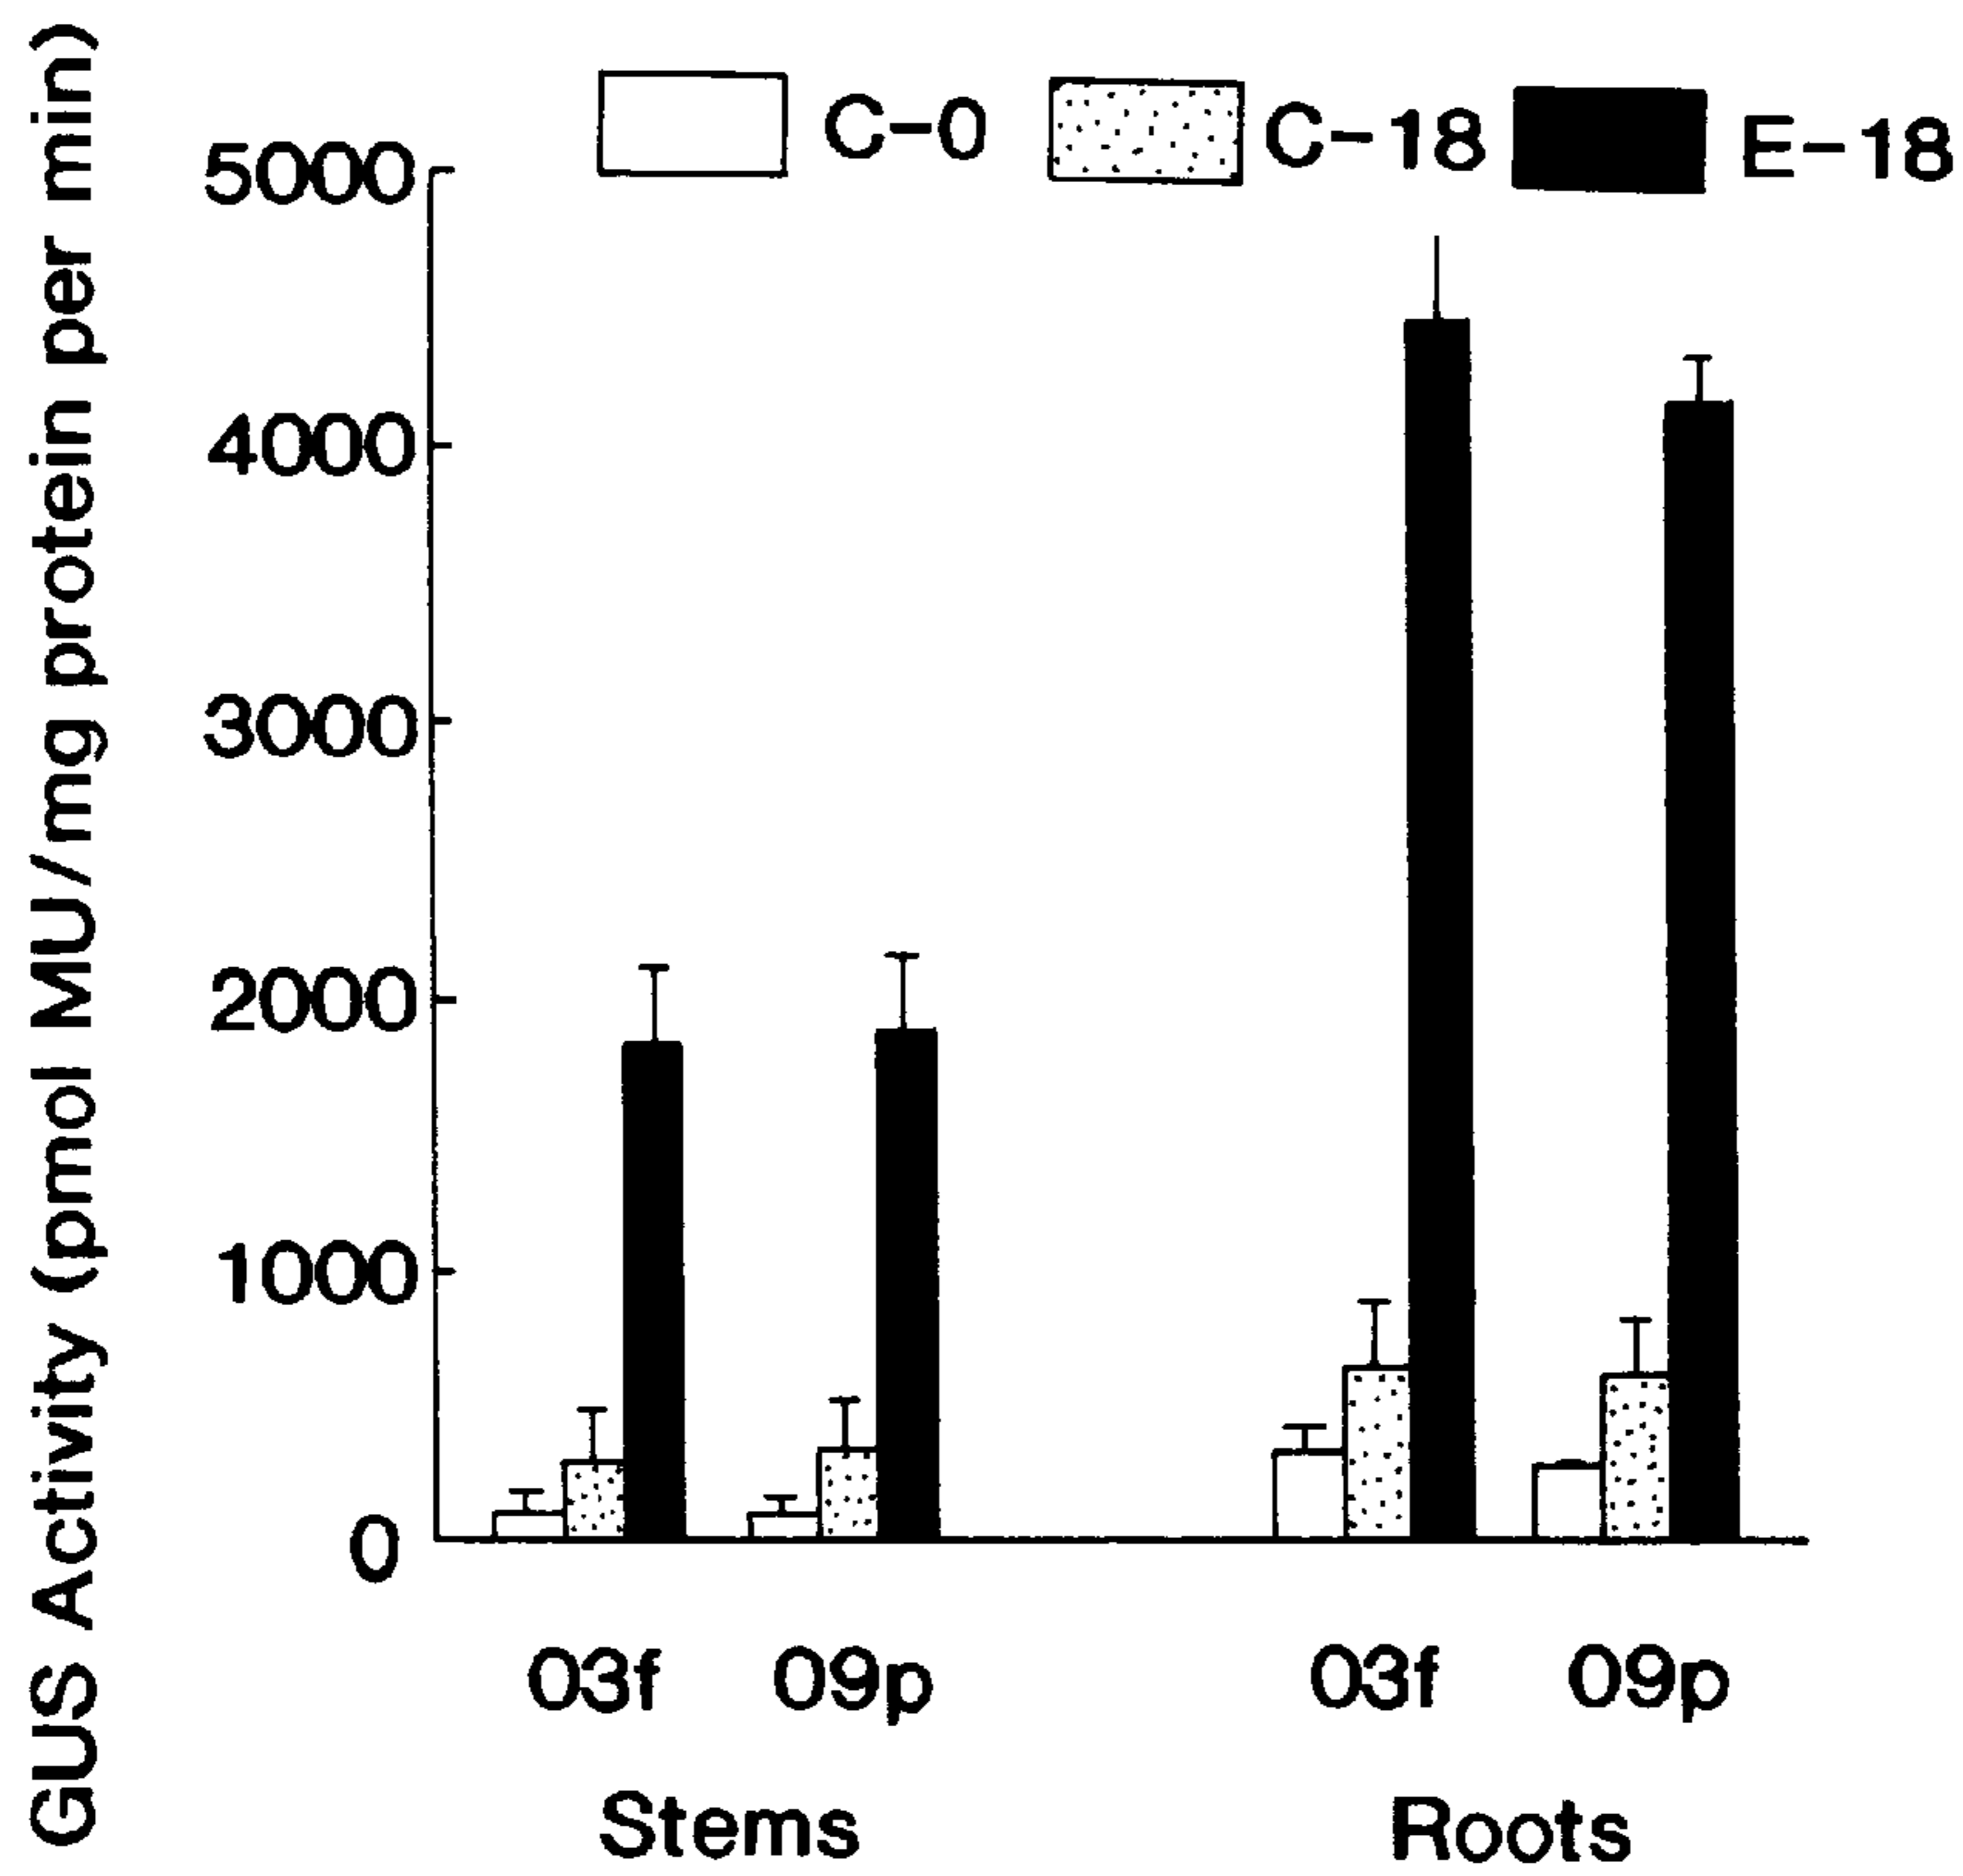 GUS Activity (pmol MU/mg protein per min)
C-0 C-18 E-18
5000
4000
3000
2000
1000
0
03f 09p 03f 09p
Stems Roots